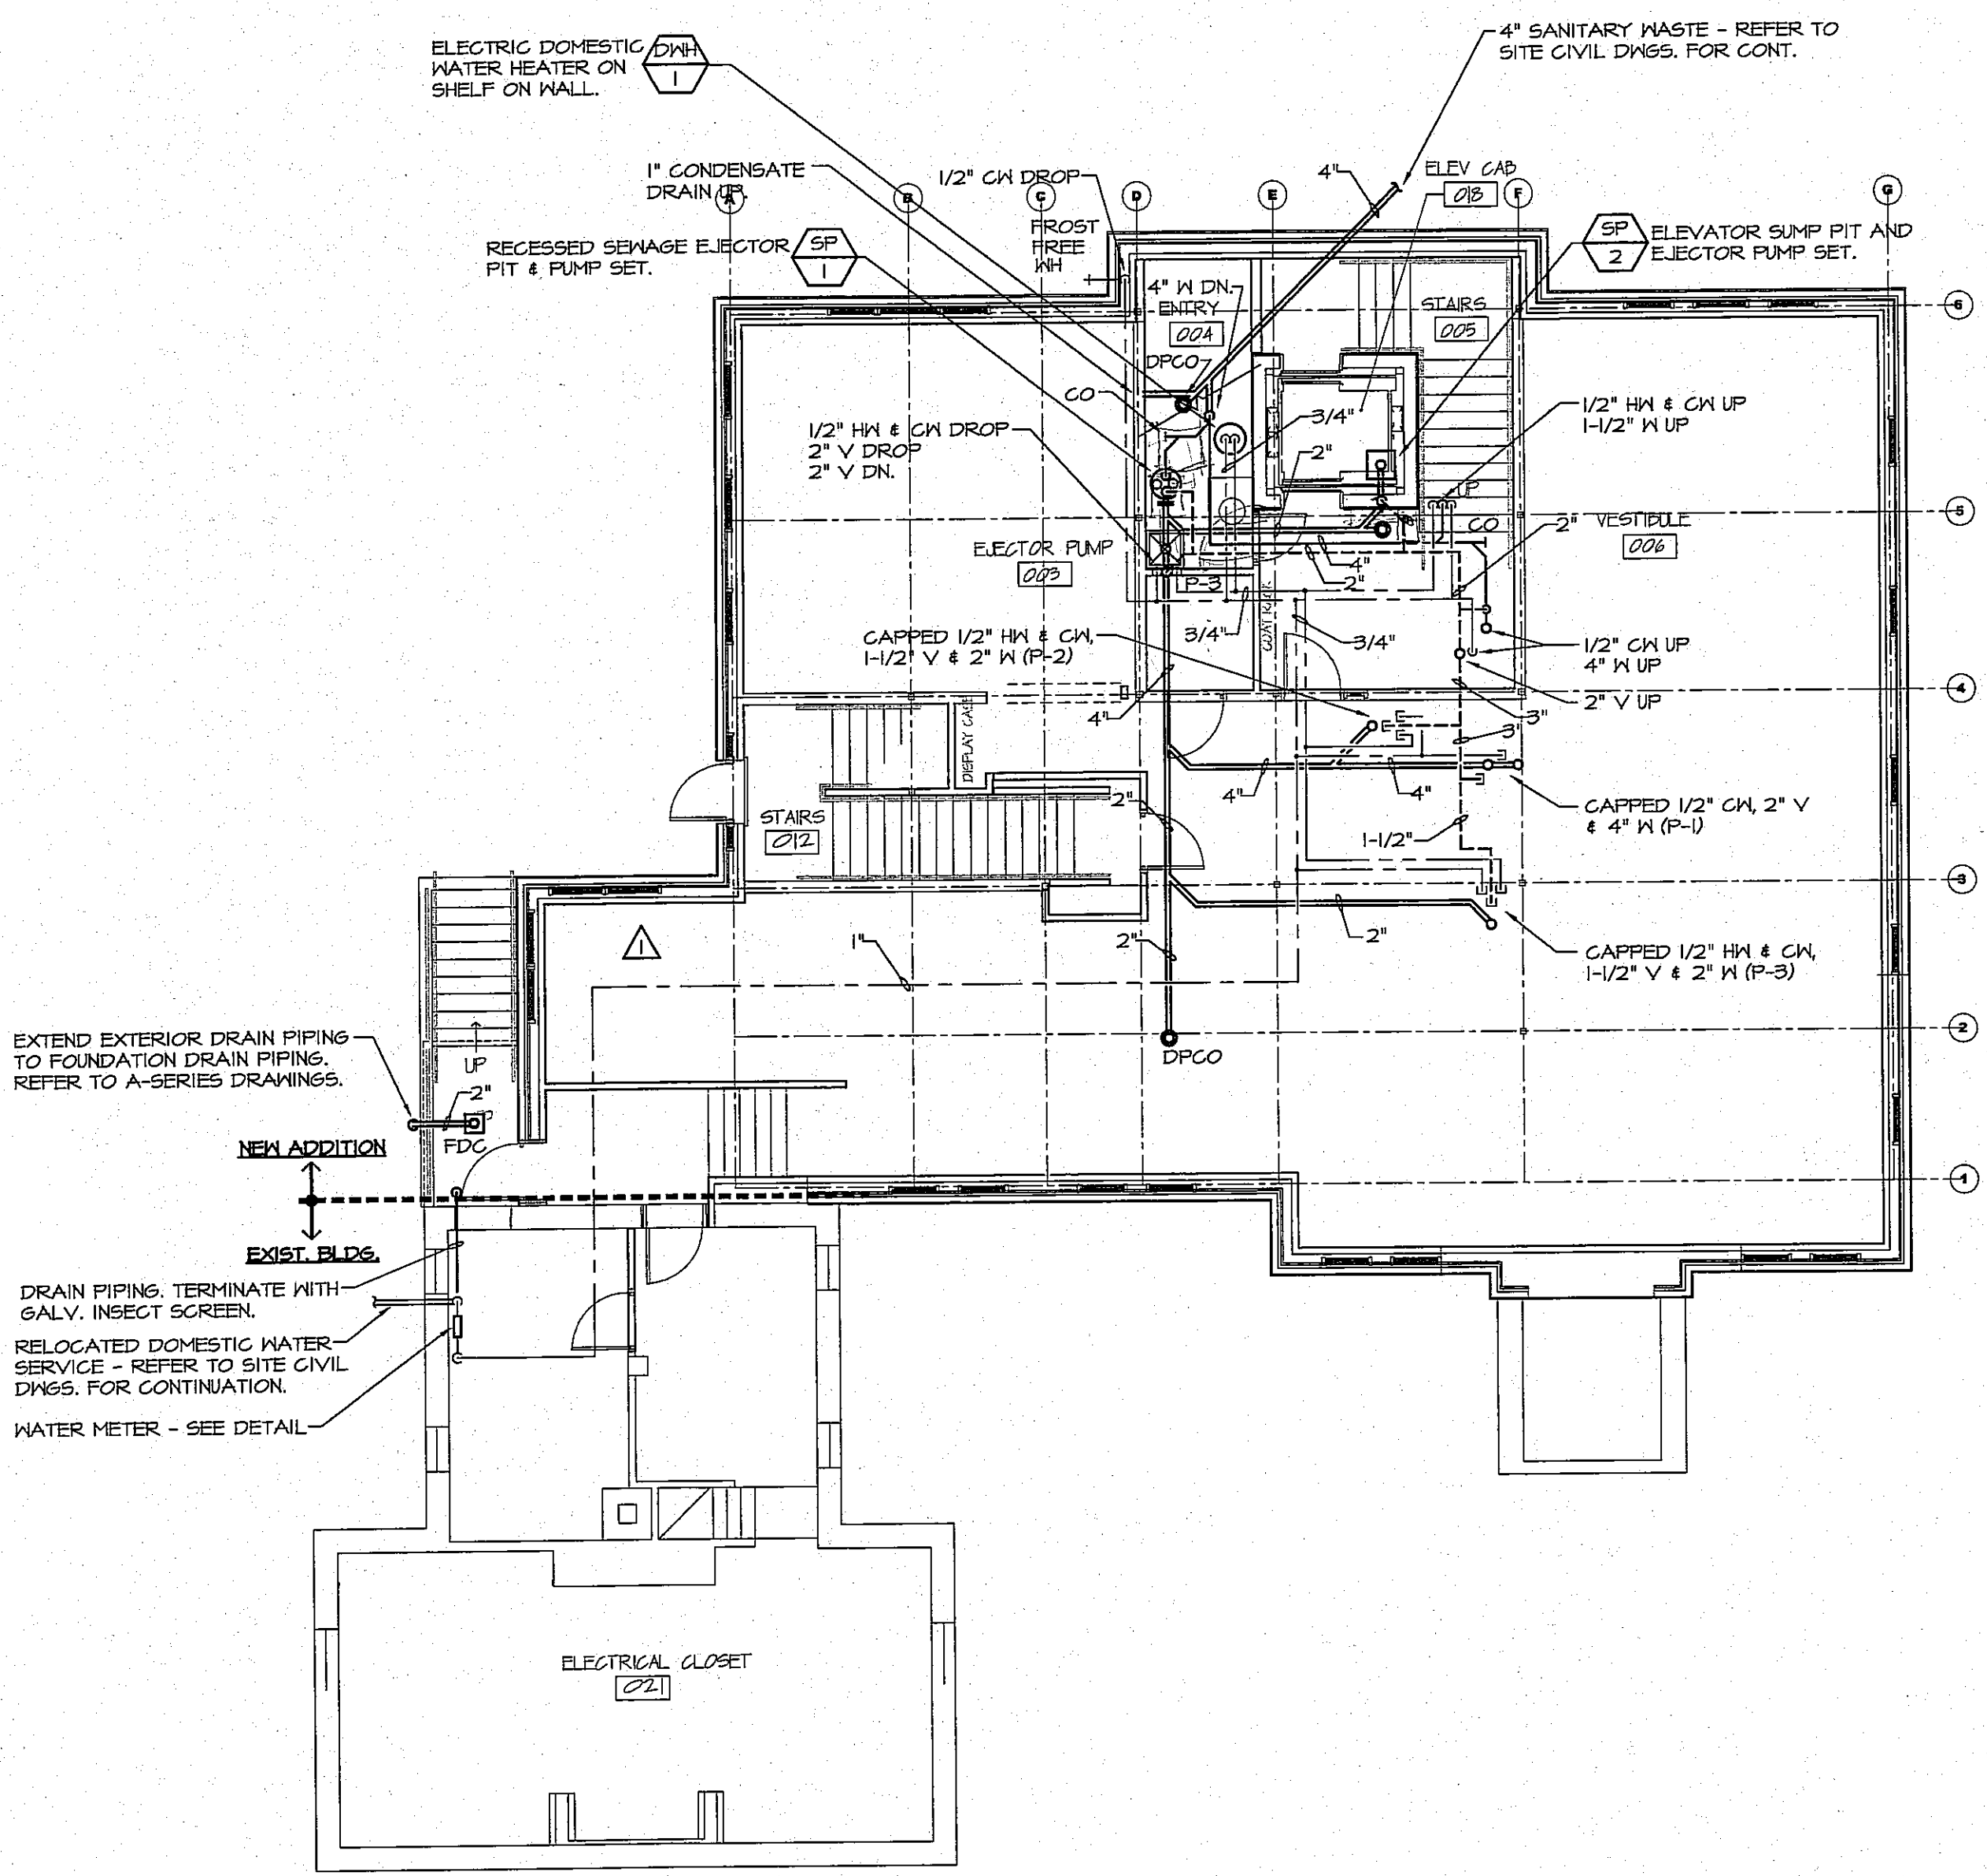 ELECTRIC DOMESTIC
WATER HEATER ON
SHELF ON WALL.
DWH
1
4" SANITARY WASTE - REFER TO
SITE CIVIL DWGS. FOR CONT.
1" CONDENSATE
DRAIN UP.
1/2" CW DROP
4"
ELEV CAB
018
A
B
C
D
E
F
G
RECESSED SEWAGE EJECTOR
PIT & PUMP SET.
SP
1
FROST
FREE
WH
SP
2
ELEVATOR SUMP PIT AND
EJECTOR PUMP SET.
4" W DN.
ENTRY
004
STAIRS
005
6
DPCO
CO
3/4"
1/2" HW & CW UP
1-1/2" W UP
1/2" HW & CW DROP
2" V DROP
2" V DN.
2"
UP
CO
2"
VESTIBULE
006
5
EJECTOR PUMP
003
4"
2"
P-3
COAT RACK
3/4"
3/4"
CAPPED 1/2" HW & CW,
1-1/2" V & 2" W (P-2)
1/2" CW UP
4" W UP
2" V UP
4
4"
3"
3"
DISPLAY CASE
4"
4"
2"
CAPPED 1/2" CW, 2" V
& 4" W (P-1)
STAIRS
012
1-1/2"
3
1
1"
2"
2"
CAPPED 1/2" HW & CW,
1-1/2" V & 2" W (P-3)
EXTEND EXTERIOR DRAIN PIPING
TO FOUNDATION DRAIN PIPING.
REFER TO A-SERIES DRAWINGS.
UP
2"
FDC
DPCO
2
NEW ADDITION
EXIST. BLDG.
1
DRAIN PIPING. TERMINATE WITH
GALV. INSECT SCREEN.
RELOCATED DOMESTIC WATER
SERVICE - REFER TO SITE CIVIL
DWGS. FOR CONTINUATION.
WATER METER - SEE DETAIL
ELECTRICAL CLOSET
021